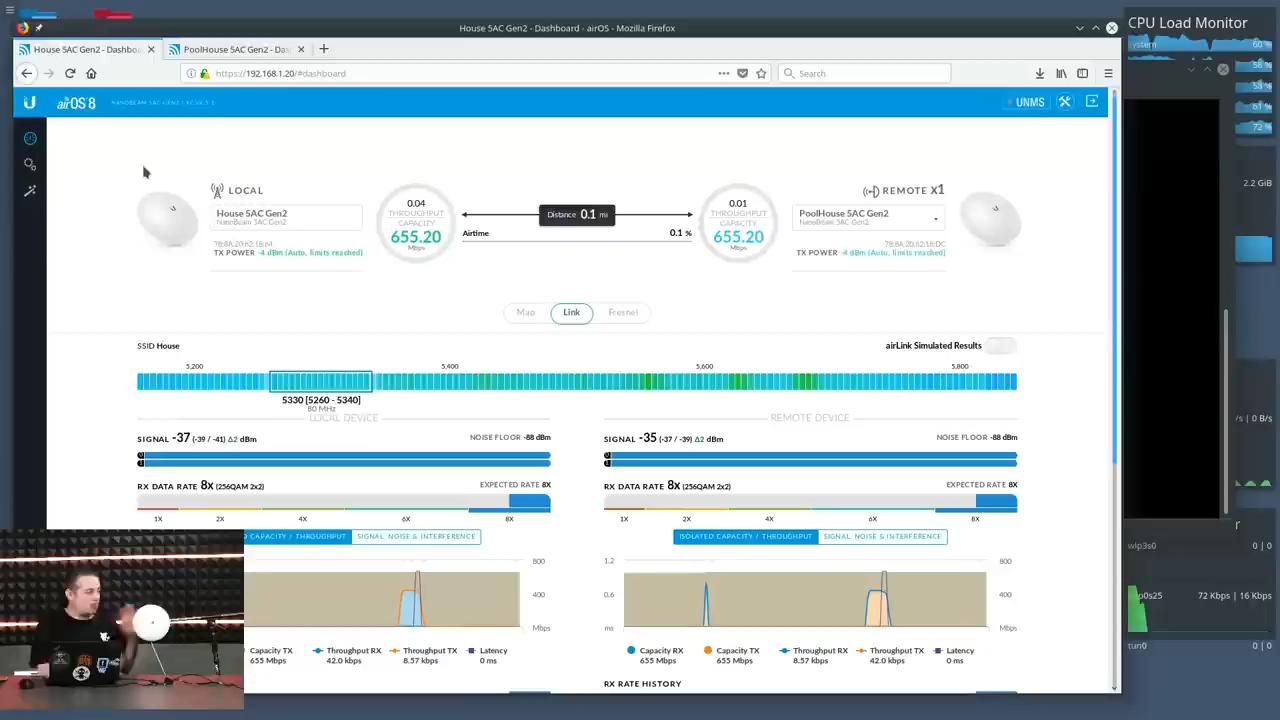 House 5AC Gen2 - Dashboard - airOS - Mozilla Firefox
CPU Load Monitor
House 5AC Gen2 - Dashbo
PoolHouse 5AC Gen2 - Das
60
58
53
61
72
https://192.168.1.20/#dashboard
Search
airOS 8
UNMS
LOCAL
REMOTE X1
House 5AC Gen2
NanoBeam 5AC Gen2
0.04
THROUGHPUT
CAPACITY
655.20
Mbps
Distance 0.1 mi
Airtime
0.1 %
0.01
THROUGHPUT
CAPACITY
655.20
Mbps
PoolHouse 5AC Gen2
NanoBeam 5AC Gen2
2.2 GiB
TX POWER -4 dBm (Auto, limits reached)
TX POWER -4 dBm (Auto, limits reached)
Map
Link
Fresnel
SSID House
airLink Simulated Results
5,200
5,400
5,600
5,800
5330 [5260 - 5340]
80 MHz
LOCAL DEVICE
REMOTE DEVICE
SIGNAL -37 (-39 / -41) Δ2 dBm
NOISE FLOOR -88 dBm
SIGNAL -35 (-37 / -39) Δ2 dBm
NOISE FLOOR -88 dBm
0
1
0
1
RX DATA RATE 8x (256QAM 2x2)
EXPECTED RATE 8X
RX DATA RATE 8x (256QAM 2x2)
EXPECTED RATE 8X
1X
2X
4X
6X
8X
1X
2X
4X
6X
8X
D CAPACITY / THROUGHPUT
SIGNAL, NOISE & INTERFERENCE
ISOLATED CAPACITY / THROUGHPUT
SIGNAL, NOISE & INTERFERENCE
800
400
Mbps
1.2
0.6
ms
800
400
Mbps
Capacity TX
655 Mbps
Throughput RX
42.0 kbps
Throughput TX
8.57 kbps
Latency
0 ms
Capacity RX
655 Mbps
Capacity TX
655 Mbps
Throughput RX
8.57 kbps
Throughput TX
42.0 kbps
Latency
0 ms
RX RATE HISTORY
B/s | 0 B/s
wlp3s0
0 | 0
p0s25
72 Kbps | 16 Kbps
tun0
0 | 0